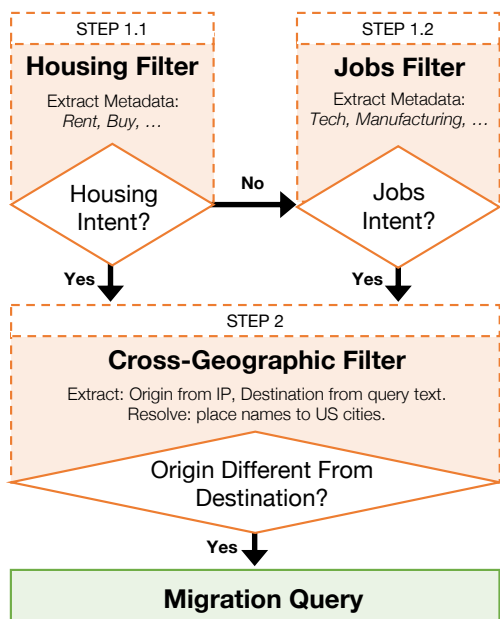 STEP 1.1
Housing Filter
Extract Metadata:
Rent, Buy, …
Housing
Intent?
No
STEP 1.2
Jobs Filter
Extract Metadata:
Tech, Manufacturing, …
Jobs
Intent?
Yes
Yes
STEP 2
Cross-Geographic Filter
Extract: Origin from IP, Destination from query text.
Resolve: place names to US cities.
Origin Different From
Destination?
Yes
Migration Query